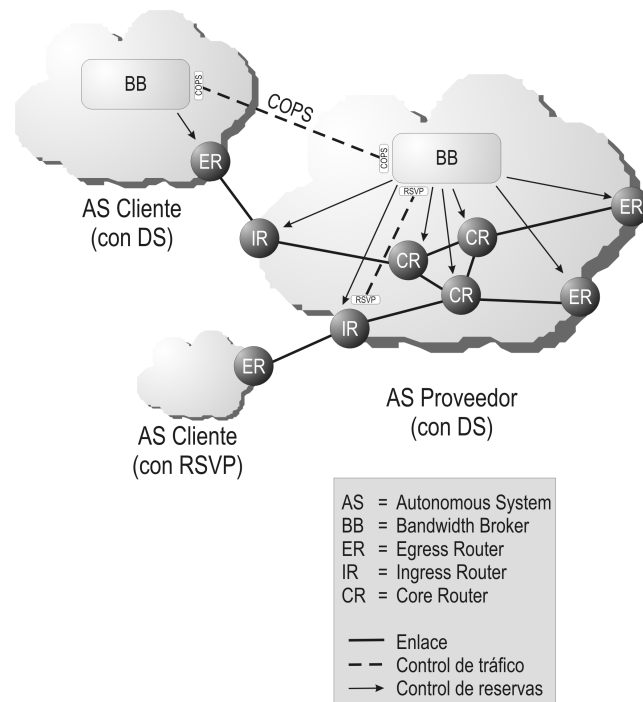 BB
COPS
COPS
COPS
BB
ER
RSVP
ER
AS Cliente
(con DS)
IR
CR
CR
CR
ER
RSVP
IR
ER
AS Proveedor
(con DS)
AS Cliente
(con RSVP)
AS = Autonomous System
BB = Bandwidth Broker
ER = Egress Router
IR = Ingress Router
CR = Core Router
Enlace
Control de tráfico
Control de reservas